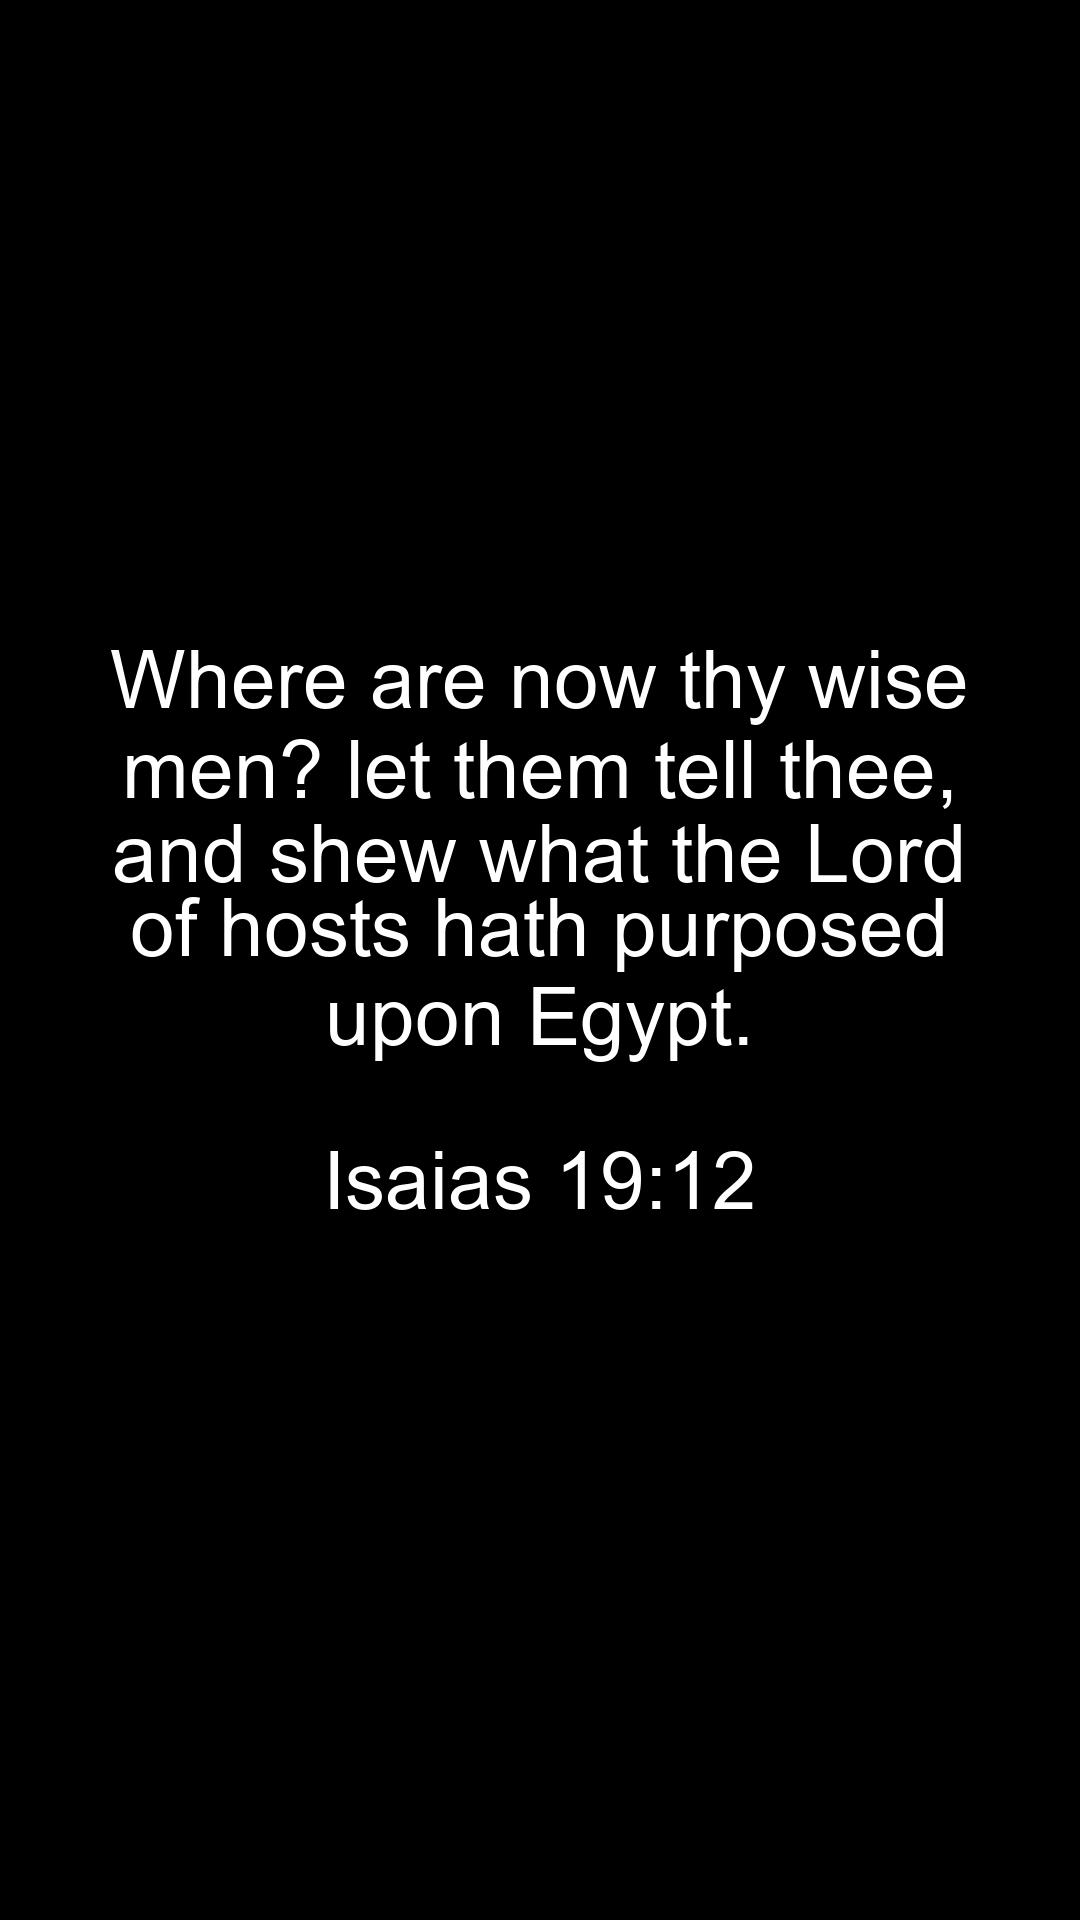 Where are now thy wise
men? let them tell thee,
and shew what the Lord
of hosts hath purposed
upon Egypt.
Isaias 19:12